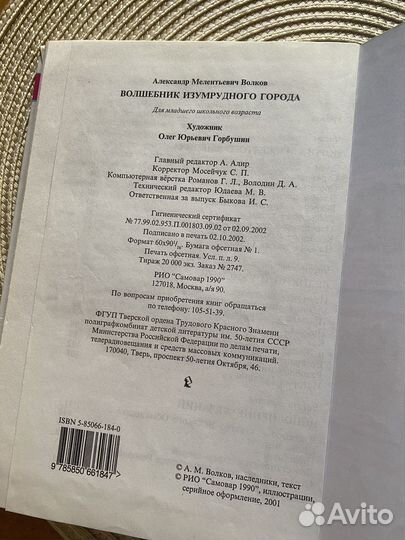 Александр Мелентьевич Волков
ВОЛШЕБНИК ИЗУМРУДНОГО ГОРОДА
Для младшего школьного возраста
Художник
Олег Юрьевич Горбушин
Главный редактор А. Алир
Корректор Мосейчук С. П.
Компьютерная вёрстка Романов Г. Л., Володин Д. А.
Технический редактор Юдаева М. В.
Ответственная за выпуск Быкова И. С.
Гигиенический сертификат
№ 77.99.02.953.П.001803.09.02 от 02.09.2002
Подписано в печать 02.10.2002.
Формат 60х90¹/₁₆. Бумага офсетная № 1.
Печать офсетная. Усл. п. л. 9.
Тираж 20 000 экз. Заказ № 2747.
РИО "Самовар 1990"
127018, Москва, а/я 90.
По вопросам приобретения книг обращаться
по телефону: 105-51-39.
ФГУП Тверской ордена Трудового Красного Знамени
полиграфкомбинат детской литературы им. 50-летия СССР
Министерства Российской Федерации по делам печати,
телерадиовещания и средств массовых коммуникаций.
170040, Тверь, проспект 50-летия Октября, 46.
ISBN 5-85066-184-0
9785850661847>
© А. М. Волков, наследники, текст
© РИО "Самовар 1990", иллюстрации,
серийное оформление, 2001
Avito